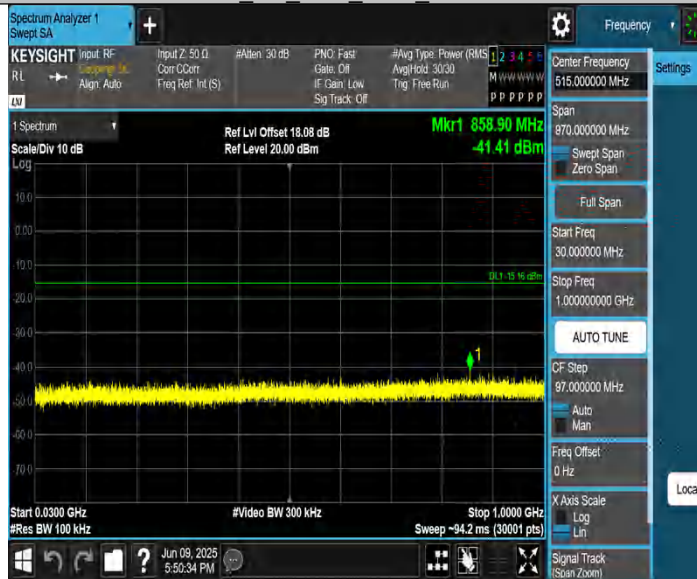 Spectrum Analyzer 1
Swept SA
+
Frequency
KEYSIGHT
RL
Input: RF
Coupling: DC
Align: Auto
Input Z: 50 Ω
Corr CCorr
Freq Ref: Int (S)
#Atten: 30 dB
PNO: Fast
Gate: Off
IF Gain: Low
Sig Track: Off
#Avg Type: Power (RMS
Avg|Hold: 30/30
Trig: Free Run
1 2 3 4 5 6
M W W W W W
P P P P P P
LXI
1 Spectrum
Scale/Div 10 dB
Ref Lvl Offset 18.08 dB
Ref Level 20.00 dBm
Mkr1 858.90 MHz
-41.41 dBm
Log
10.0
0.00
-10.0
DL1 -15.16 dBm
-20.0
-30.0
1
-40.0
-50.0
-60.0
-70.0
Start 0.0300 GHz
#Res BW 100 kHz
#Video BW 300 kHz
Stop 1.0000 GHz
Sweep ~94.2 ms (30001 pts)
?
Jun 09, 2025
5:50:34 PM
Center Frequency
515.000000 MHz
Span
970.000000 MHz
Swept Span
Zero Span
Full Span
Start Freq
30.000000 MHz
Stop Freq
1.000000000 GHz
AUTO TUNE
CF Step
97.000000 MHz
Auto
Man
Freq Offset
0 Hz
X Axis Scale
Log
Lin
Signal Track
(Span Zoom)
Settings
Loca